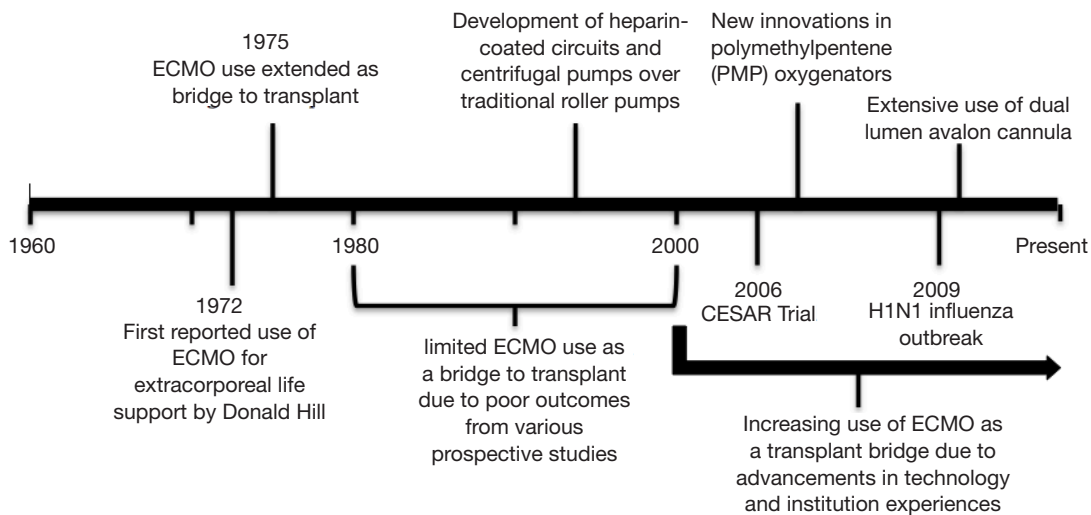 1975
ECMO use extended as
bridge to transplant
Development of heparin-
coated circuits and
centrifugal pumps over
traditional roller pumps
New innovations in
polymethylpentene
(PMP) oxygenators
Extensive use of dual
lumen avalon cannula
1960
1980
2000
Present
1972
First reported use of
ECMO for
extracorporeal life
support by Donald Hill
limited ECMO use as
a bridge to transplant
due to poor outcomes
from various
prospective studies
2006
CESAR Trial
2009
H1N1 influenza
outbreak
Increasing use of ECMO as
a transplant bridge due to
advancements in technology
and institution experiences